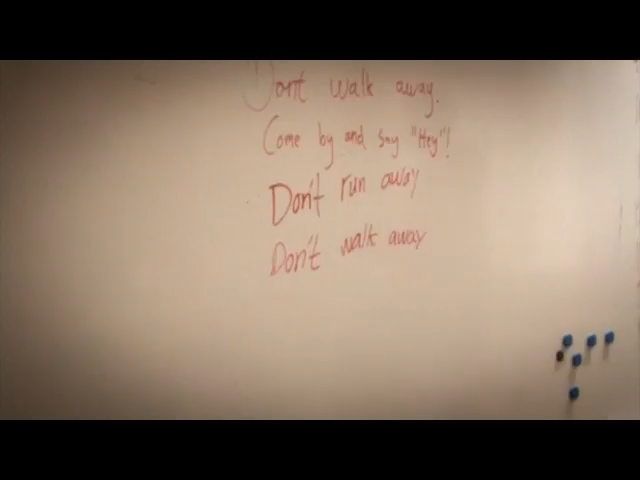 Don't walk away.
Come by and say "Hey"!
Don't run away
Don't walk away